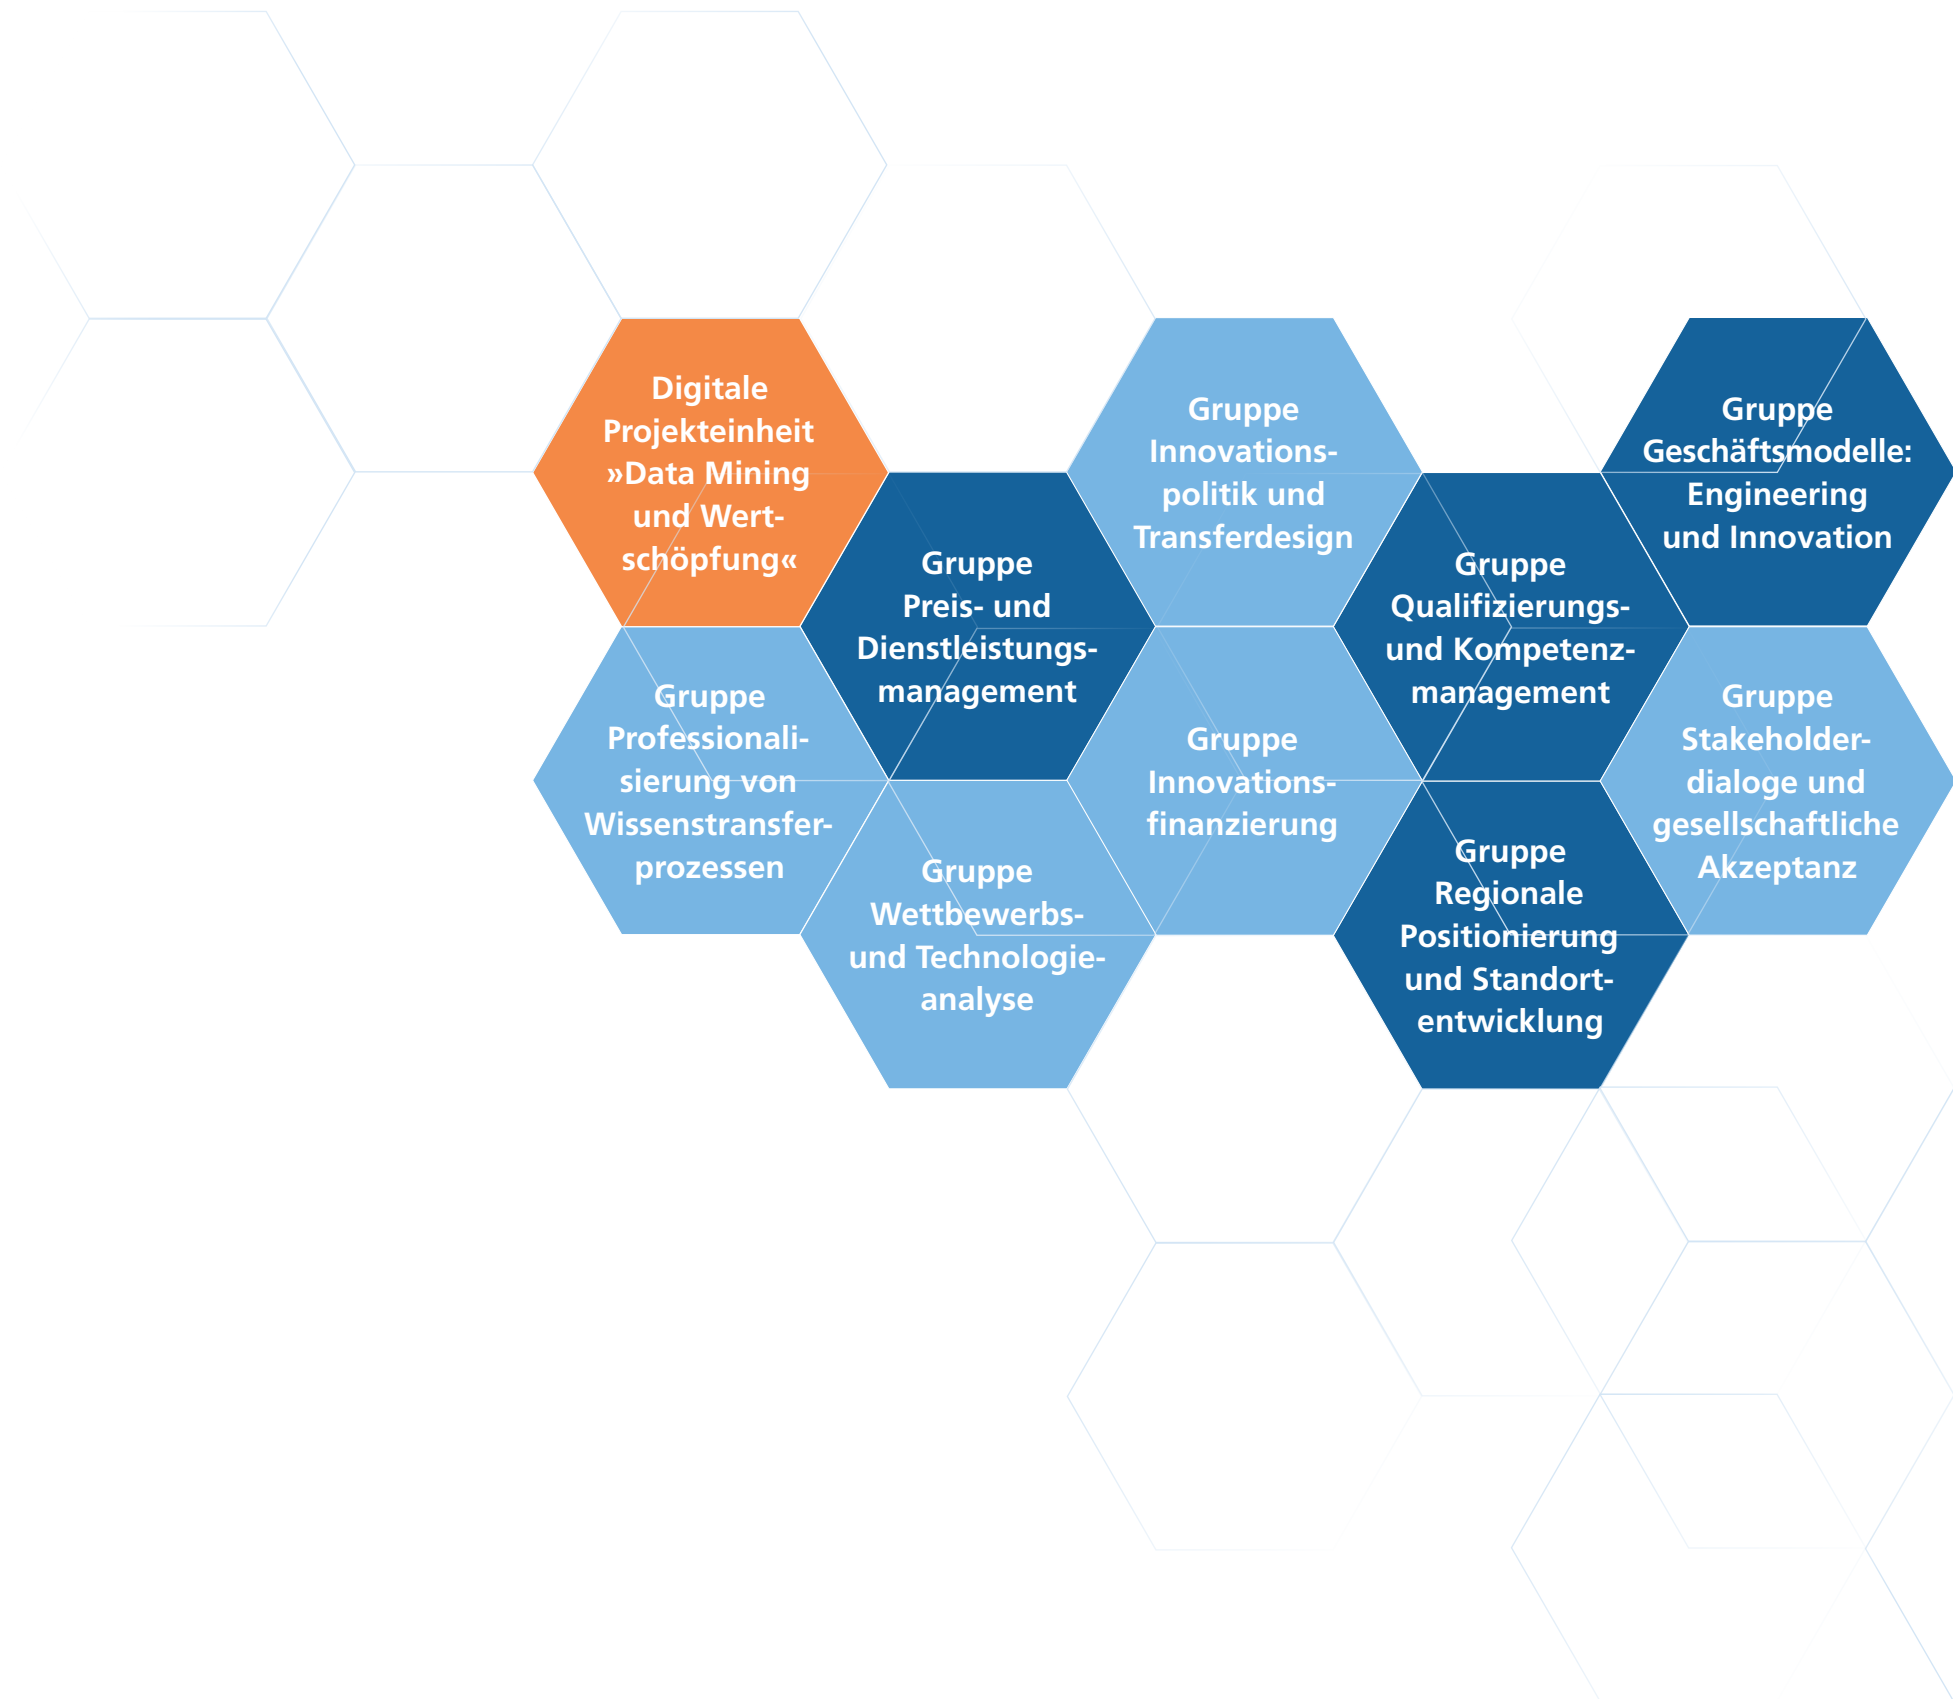 Digitale
Projekteinheit
»Data Mining
und Wert-
schöpfung«
Gruppe
Preis- und
Dienstleistungs-
management
Gruppe
Innovations-
politik und
Transferdesign
Gruppe
Qualifizierungs-
und Kompetenz-
management
Gruppe
Geschäftsmodelle:
Engineering
und Innovation
Gruppe
Professionali-
sierung von
Wissenstransfer-
prozessen
Gruppe
Wettbewerbs-
und Technologie-
analyse
Gruppe
Innovations-
finanzierung
Gruppe
Regionale
Positionierung
und Standort-
entwicklung
Gruppe
Stakeholder-
dialoge und
gesellschaftliche
Akzeptanz